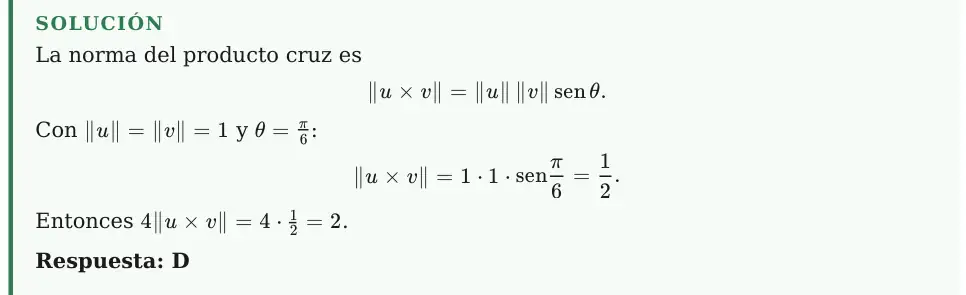 SOLUCIÓN
La norma del producto cruz es
‖u × v‖ = ‖u‖ ‖v‖ sen θ.
Con ‖u‖ = ‖v‖ = 1 y θ = π/6:
‖u × v‖ = 1 · 1 · sen π/6 = 1/2.
Entonces 4‖u × v‖ = 4 · 1/2 = 2.
Respuesta: D